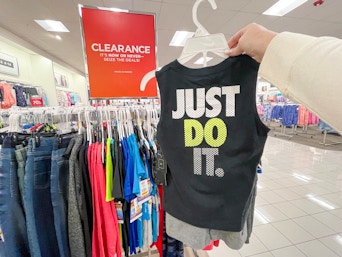 CLEARANCE
IT'S NOW OR NEVER—
SEIZE THE DEALS!
JUST
DO
IT.